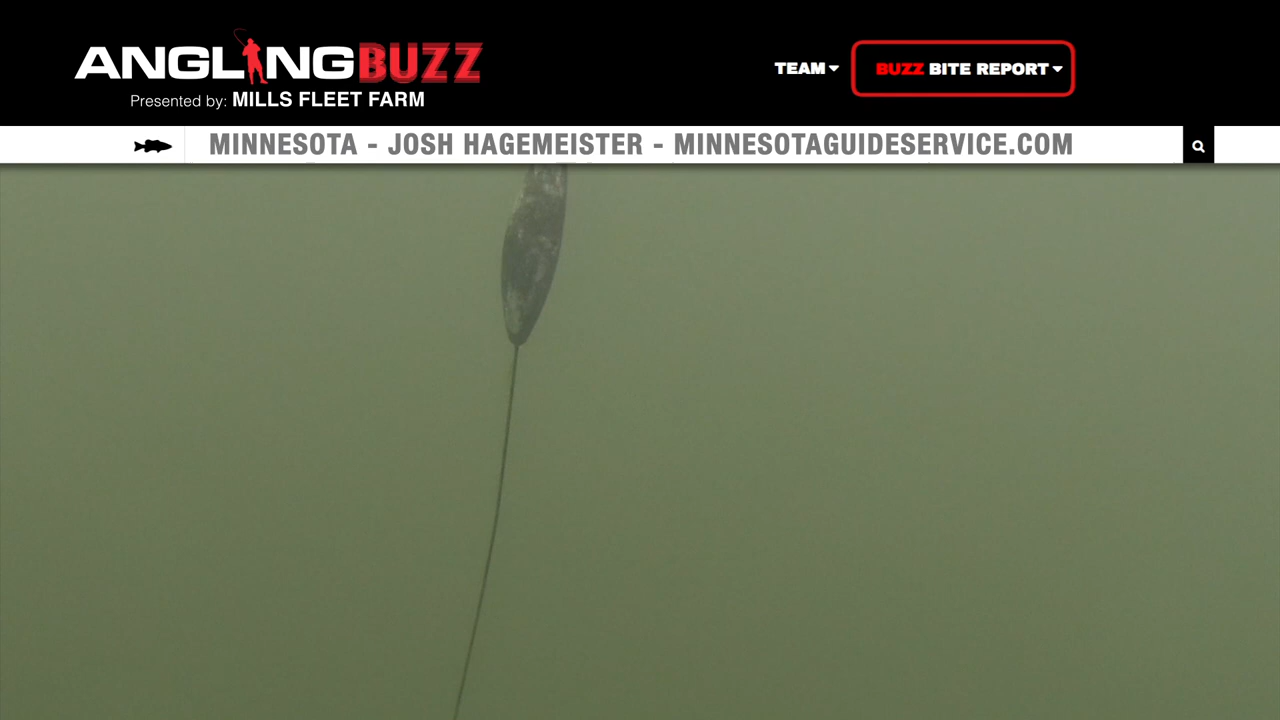 ANGLINGBUZZ
Presented by: MILLS FLEET FARM
TEAM
BUZZ BITE REPORT
MINNESOTA - JOSH HAGEMEISTER - MINNESOTAGUIDESERVICE.COM